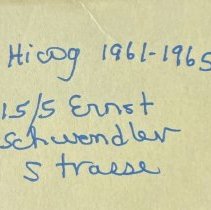 Hicog 1961-1965
15/5 Ernst
Schwendler
Strasse